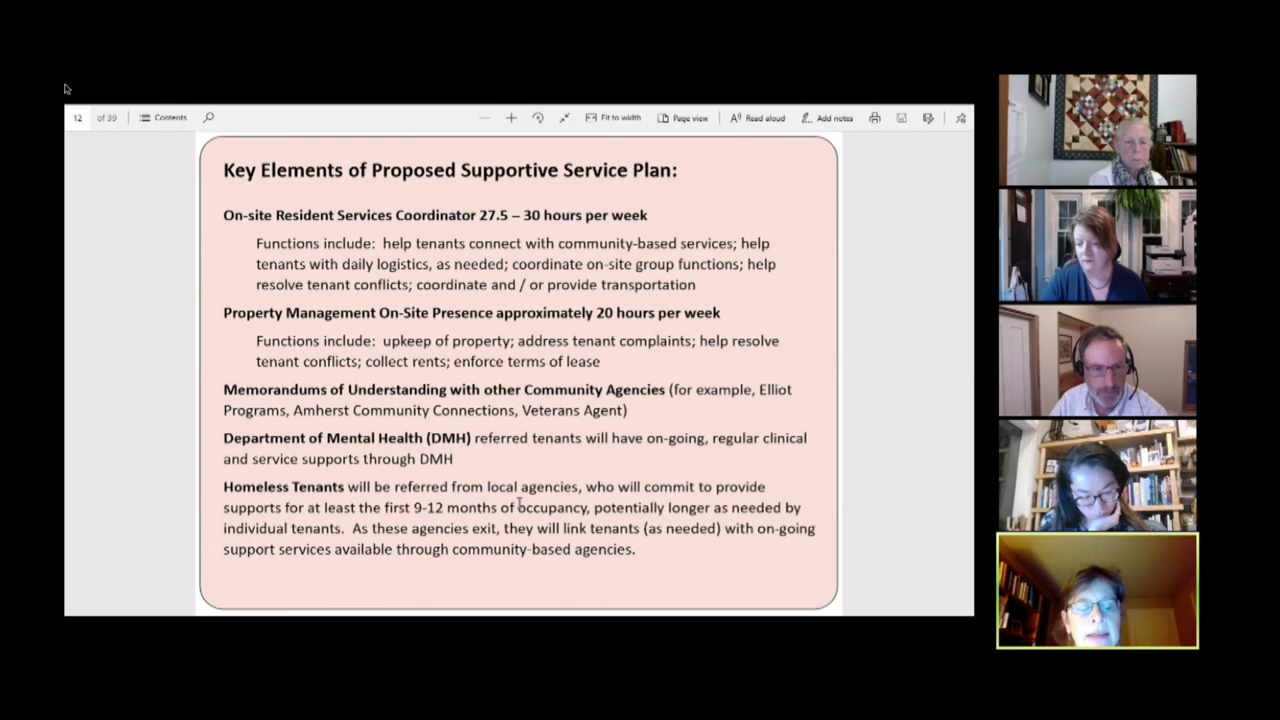 12 of 39 Contents Fit to width Page view Read aloud Add notes
Key Elements of Proposed Supportive Service Plan:
On-site Resident Services Coordinator 27.5 – 30 hours per week
Functions include: help tenants connect with community-based services; help
tenants with daily logistics, as needed; coordinate on-site group functions; help
resolve tenant conflicts; coordinate and / or provide transportation
Property Management On-Site Presence approximately 20 hours per week
Functions include: upkeep of property; address tenant complaints; help resolve
tenant conflicts; collect rents; enforce terms of lease
Memorandums of Understanding with other Community Agencies (for example, Elliot
Programs, Amherst Community Connections, Veterans Agent)
Department of Mental Health (DMH) referred tenants will have on-going, regular clinical
and service supports through DMH
Homeless Tenants will be referred from local agencies, who will commit to provide
supports for at least the first 9-12 months of occupancy, potentially longer as needed by
individual tenants. As these agencies exit, they will link tenants (as needed) with on-going
support services available through community-based agencies.